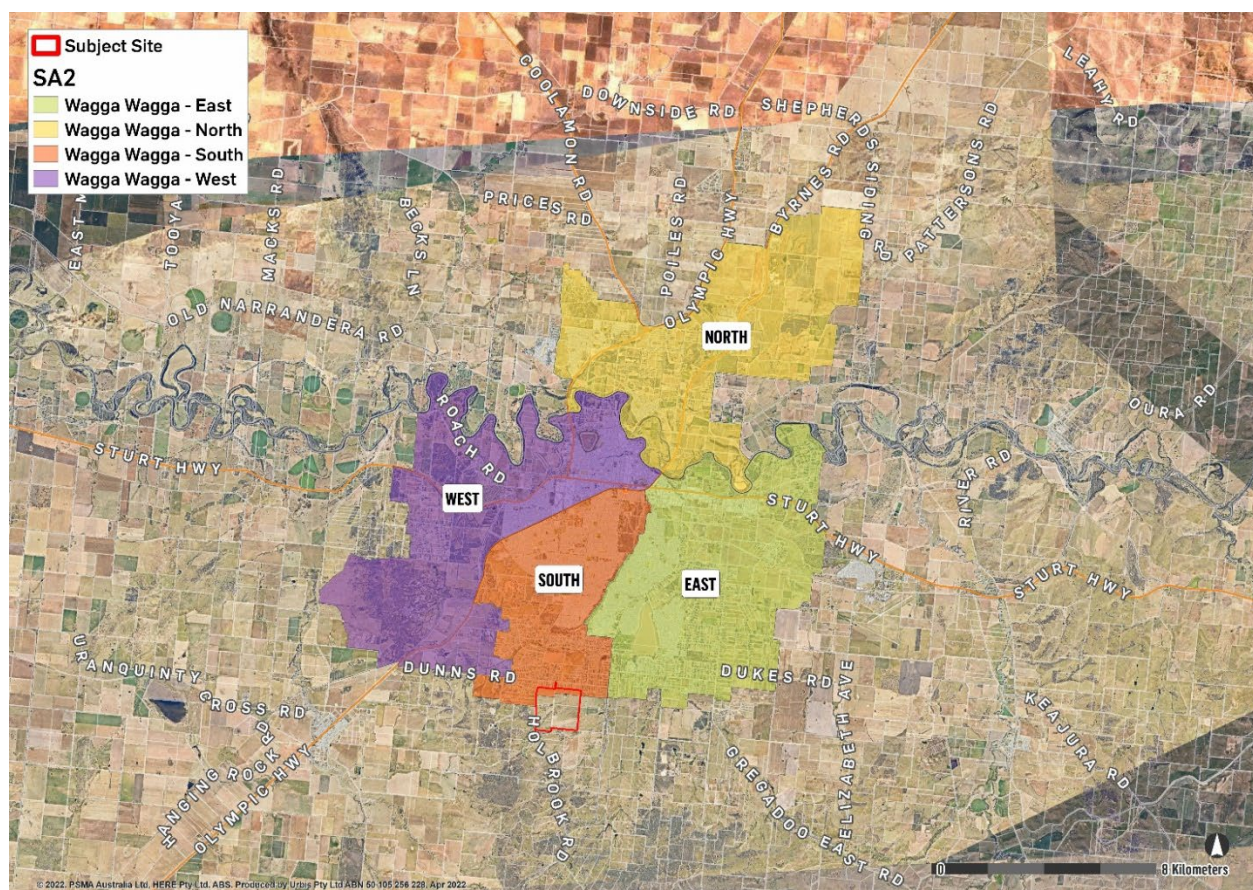 Subject Site
SA2
Wagga Wagga - East
Wagga Wagga - North
Wagga Wagga - South
Wagga Wagga - West
COOLAMON RD
DOWNSIDE RD
SHEPHERDS SIDING RD
LEAHY RD
BYRNES RD
PATTERSONS RD
TOOYA
MACKS RD
BECKS LN
PRICES RD
POILES RD
OLYMPIC HWY
OLD NARRANDERA RD
NORTH
ROACH RD
OURA RD
STURT HWY
WEST
RIVER RD
STURT HWY
SOUTH
EAST
STURT HWY
URANQUINTY CROSS RD
DUNNS RD
DUKES RD
HOLBROOK RD
ELIZABETH AVE
KEAJURA RD
HANGING ROCK RD
OLYMPIC HWY
GREGADOO EAST RD
0 8 Kilometers
© 2022. PSMA Australia Ltd. HERE Pty Ltd. ABS. Produced by Urbis Pty Ltd ABN 50 105 256 228. Apr 2022